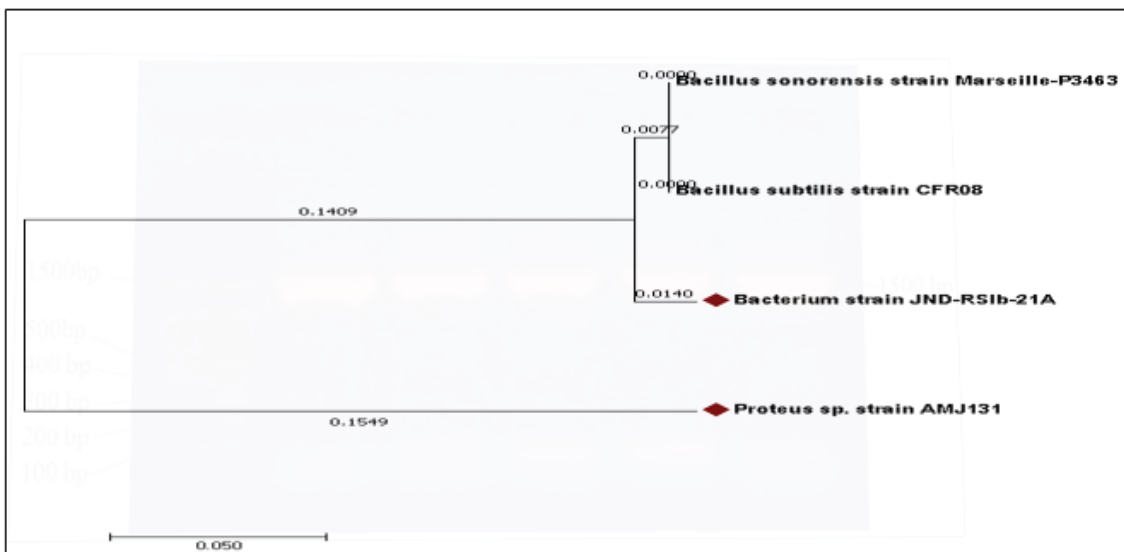 0.0000
Bacillus sonorensis strain Marseille-P3463
0.0077
0.0000
Bacillus subtilis strain CFR08
0.1409
1500bp
1500 bp
0.0140
Bacterium strain JND-RSIb-21A
500bp
400 bp
200 bp
100 bp
Proteus sp. strain AMJ131
0.1549
0.050